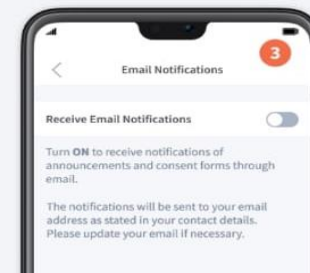 3
Email Notifications
Receive Email Notifications
Turn ON to receive notifications of
announcements and consent forms through
email.
The notifications will be sent to your email
address as stated in your contact details.
Please update your email if necessary.